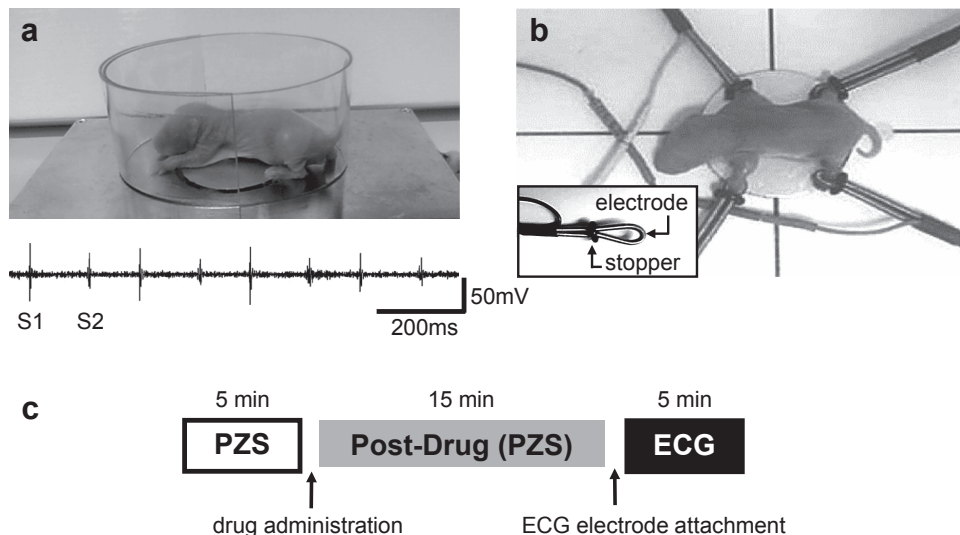 a
b
electrode
stopper
S1 S2
50mV
200ms
c
5 min 15 min 5 min
PZS Post-Drug (PZS) ECG
drug administration ECG electrode attachment